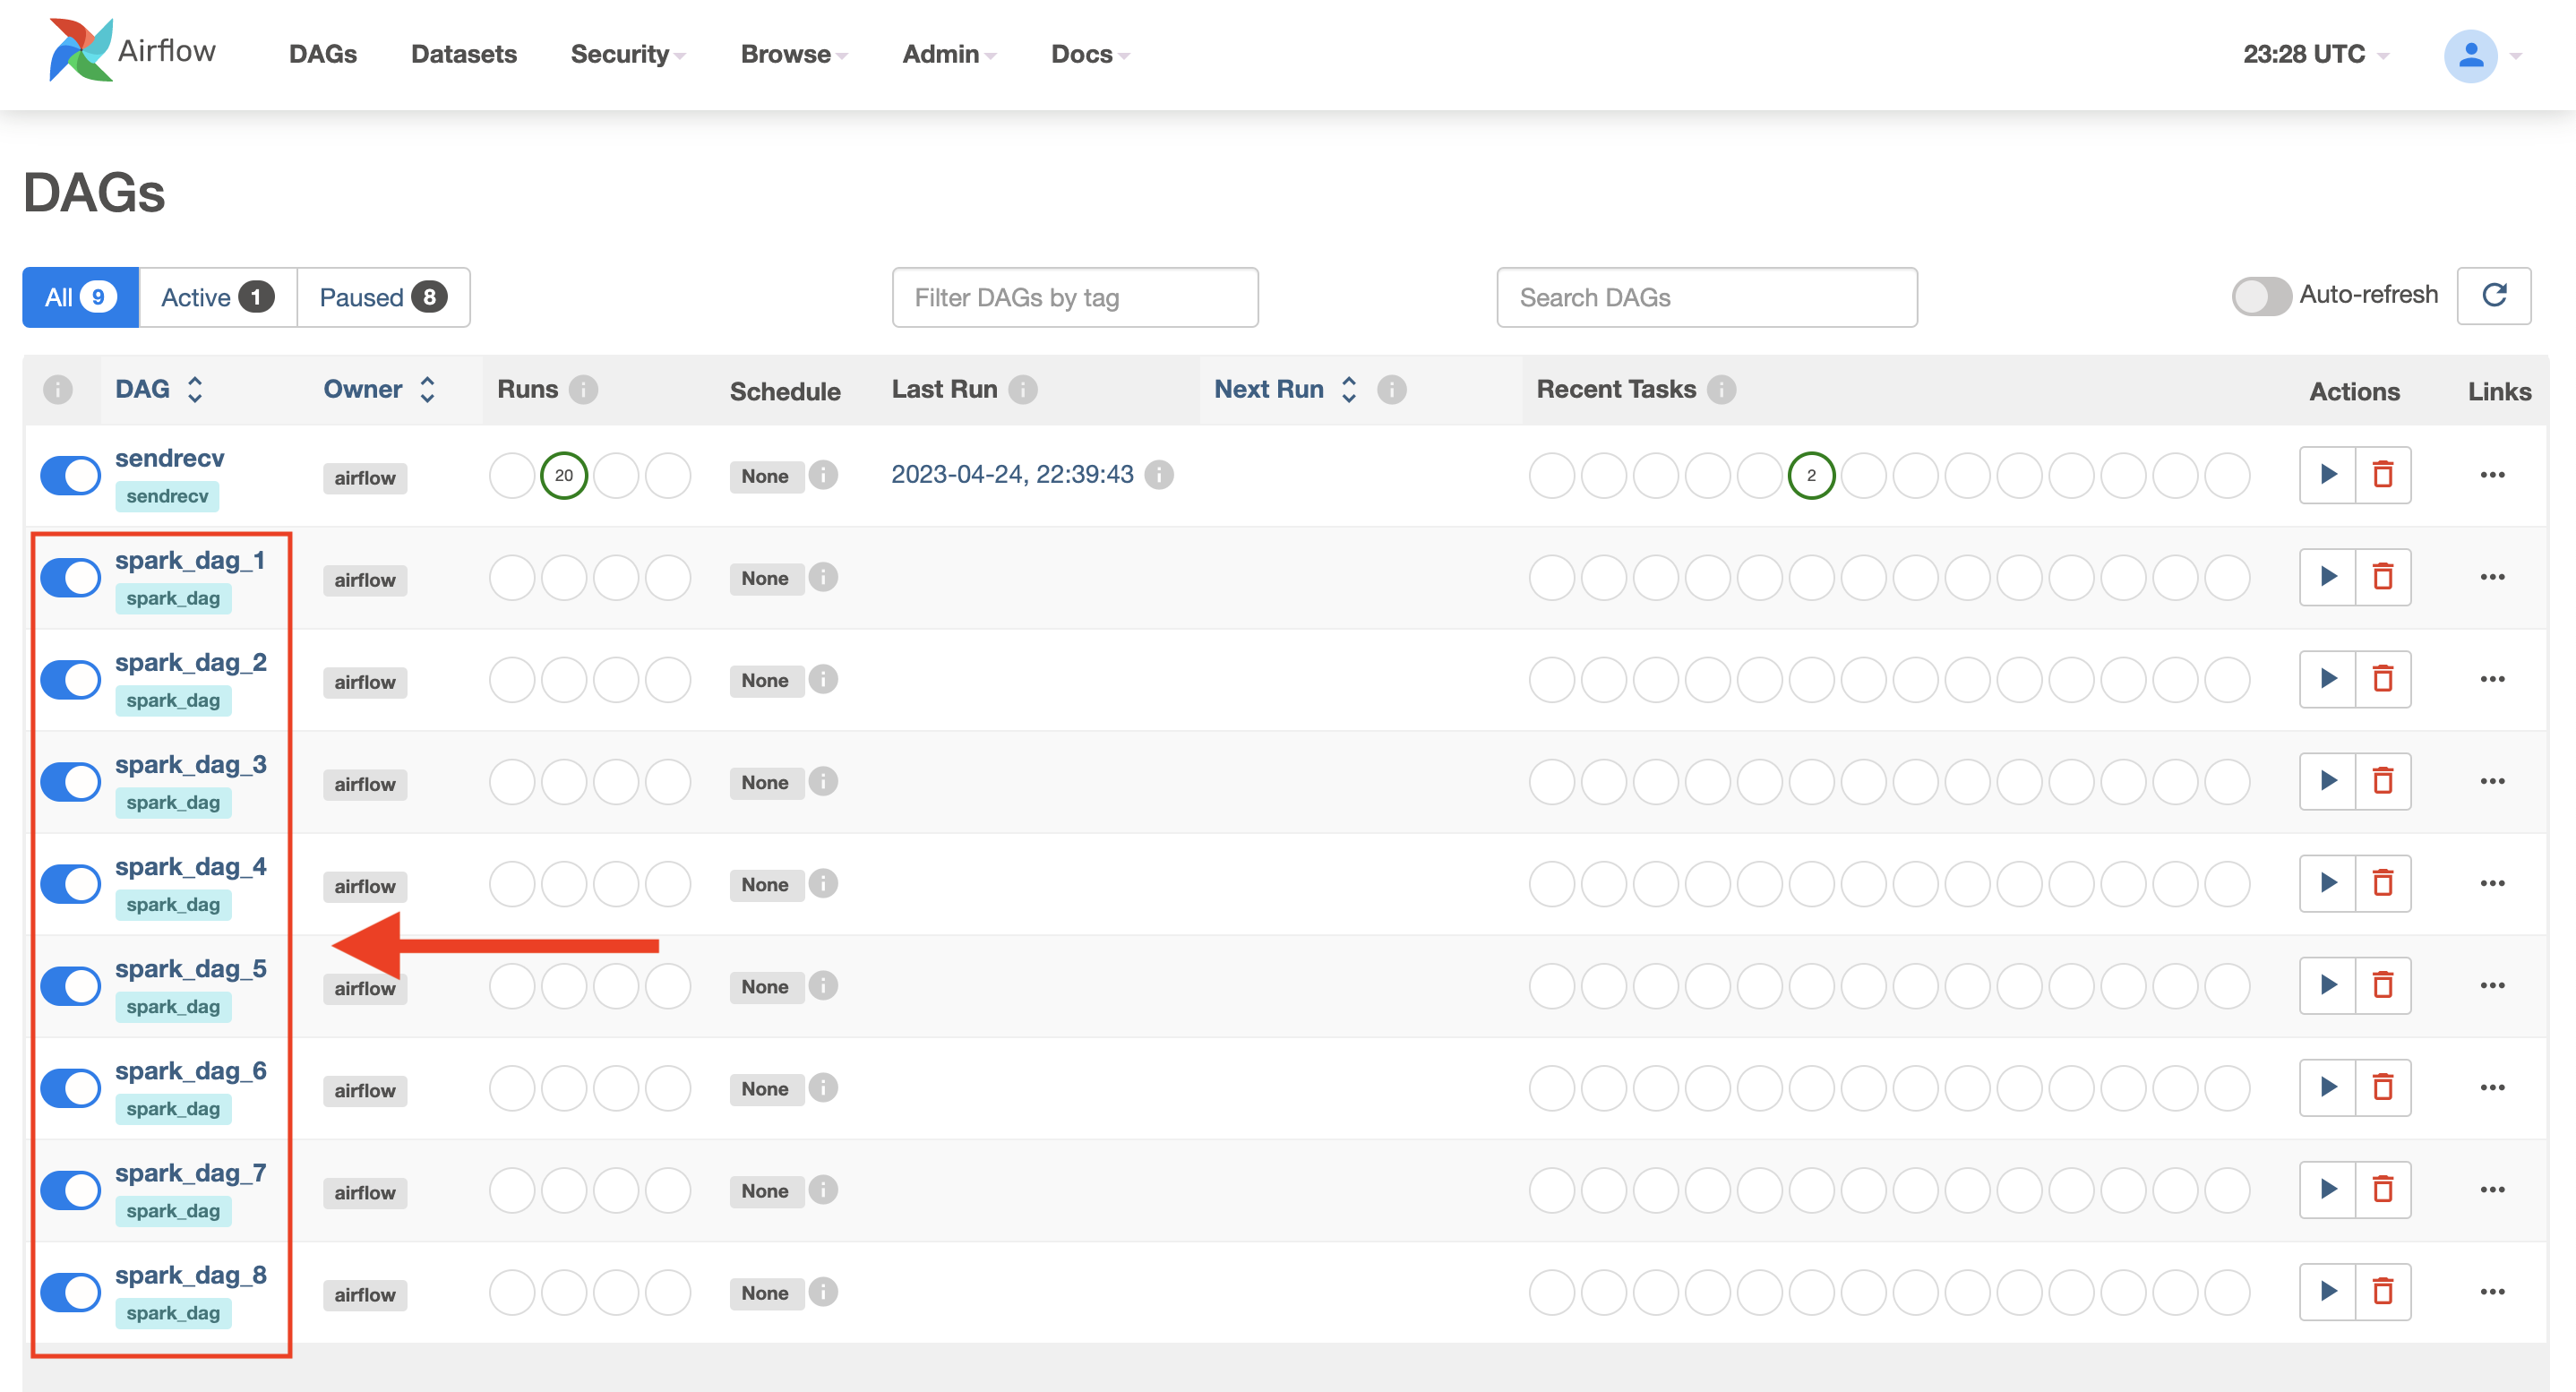 Airflow DAGs Datasets Security Browse Admin Docs 23:28 UTC
DAGs
All 9 Active 1 Paused 8 Filter DAGs by tag Search DAGs Auto-refresh
DAG Owner Runs Schedule Last Run Next Run Recent Tasks Actions Links
sendrecv
sendrecv airflow 20 None 2023-04-24, 22:39:43 2
spark_dag_1
spark_dag airflow None
spark_dag_2
spark_dag airflow None
spark_dag_3
spark_dag airflow None
spark_dag_4
spark_dag airflow None
spark_dag_5
spark_dag airflow None
spark_dag_6
spark_dag airflow None
spark_dag_7
spark_dag airflow None
spark_dag_8
spark_dag airflow None